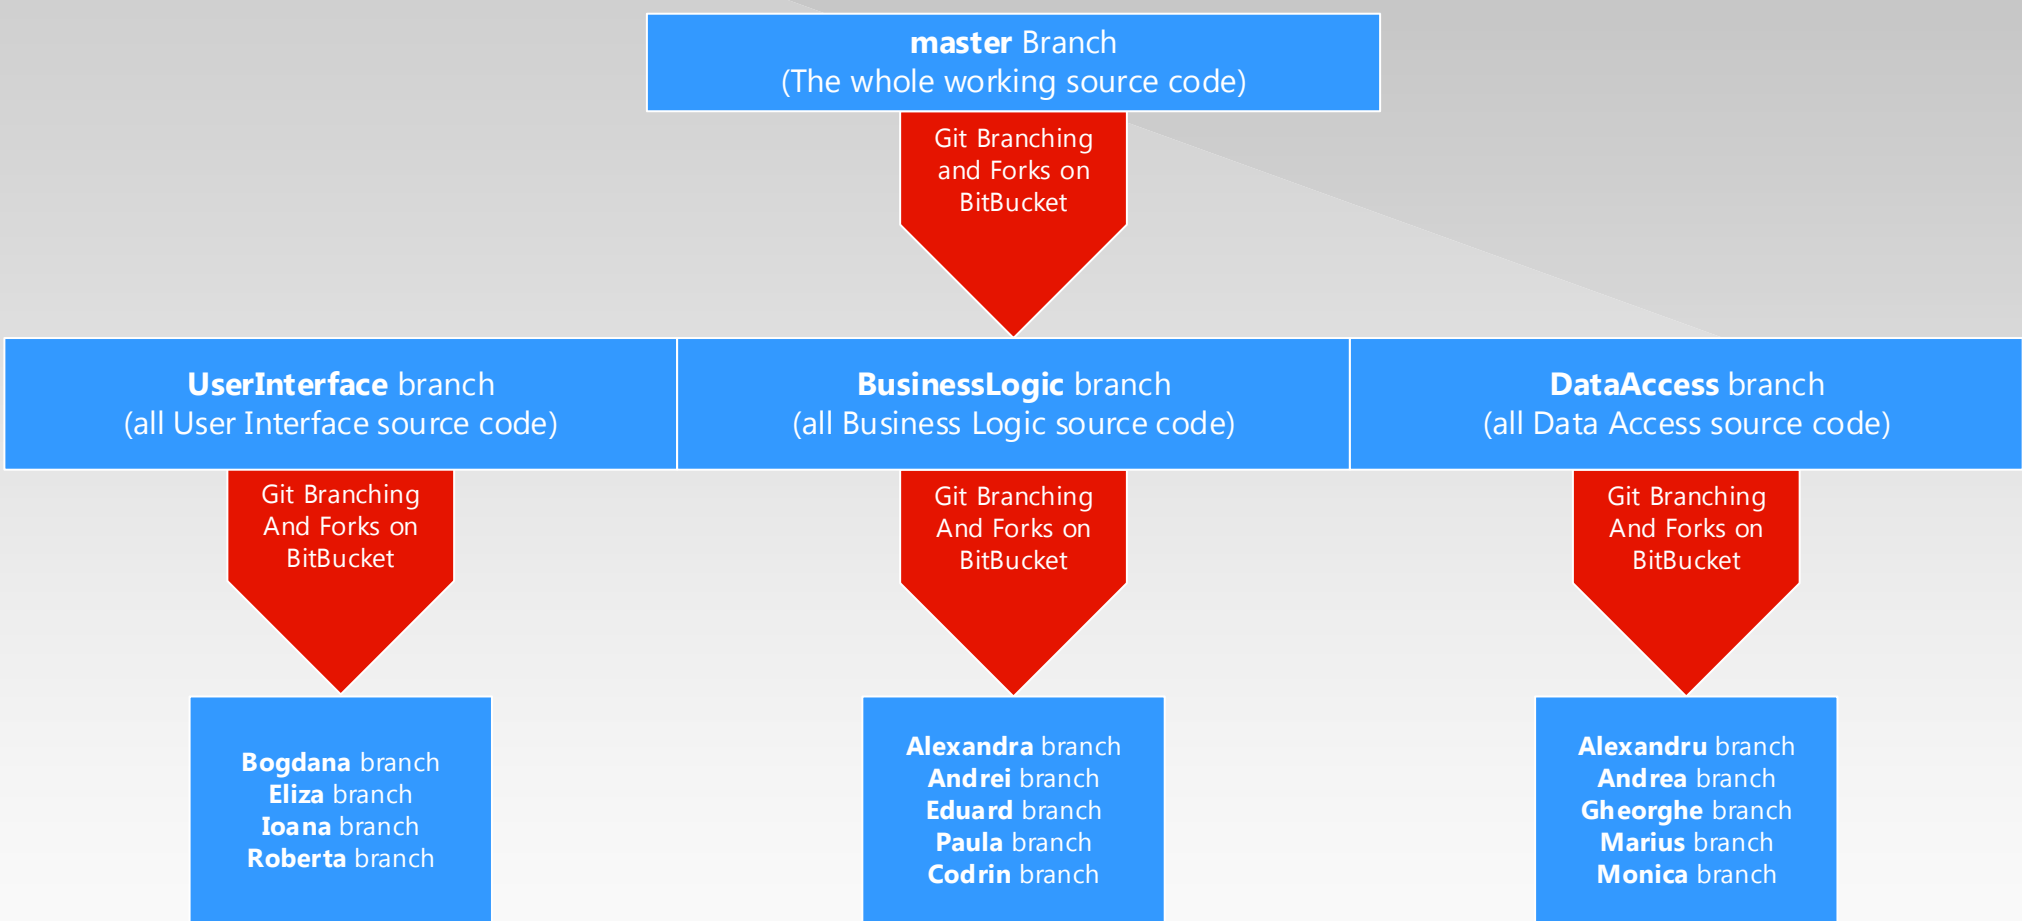 master Branch
(The whole working source code)
Git Branching
and Forks on
BitBucket
UserInterface branch
(all User Interface source code)
BusinessLogic branch
(all Business Logic source code)
DataAccess branch
(all Data Access source code)
Git Branching
And Forks on
BitBucket
Git Branching
And Forks on
BitBucket
Git Branching
And Forks on
BitBucket
Bogdana branch
Eliza branch
Ioana branch
Roberta branch
Alexandra branch
Andrei branch
Eduard branch
Paula branch
Codrin branch
Alexandru branch
Andrea branch
Gheorghe branch
Marius branch
Monica branch